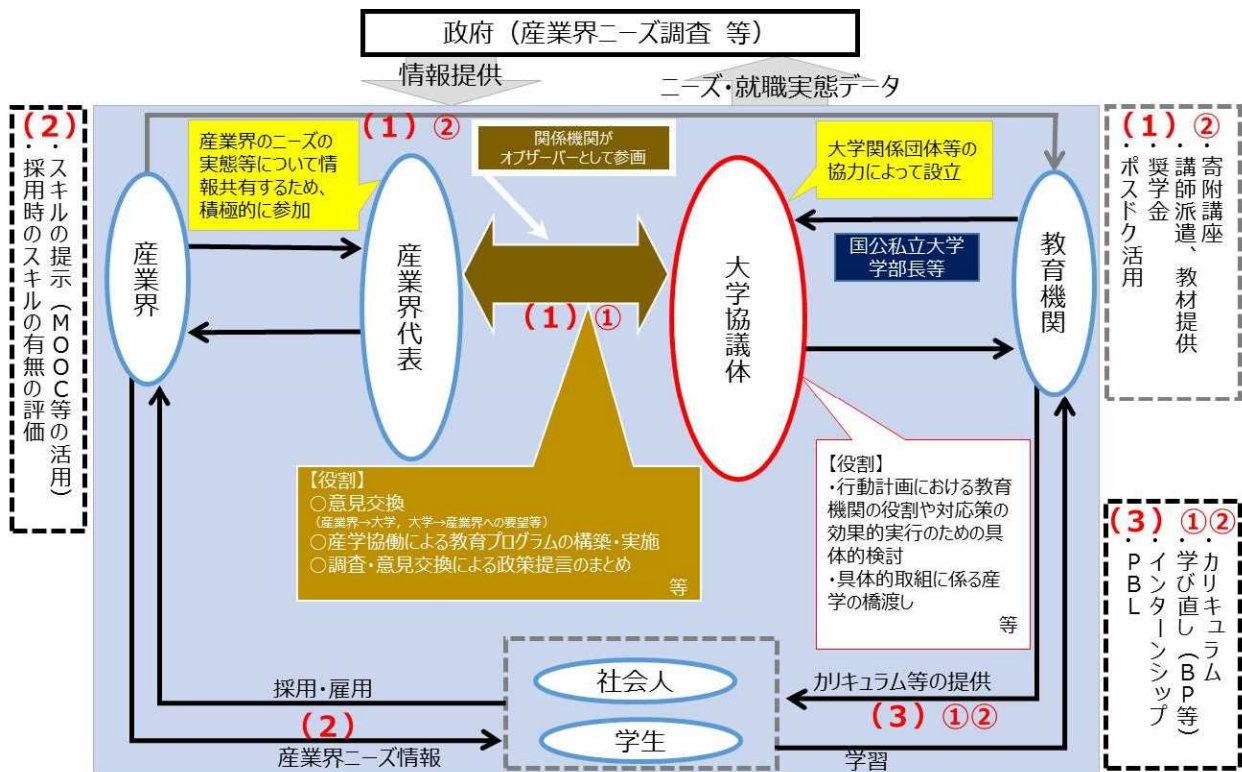 政府（産業界ニーズ調査 等）
情報提供
ニーズ・就職実態データ
（２）
・スキルの提示（ＭＯＯＣ等の活用）
・採用時のスキルの有無の評価
産業界のニーズの
実態等について情
報共有するため、
積極的に参加
（１）②
関係機関が
オブザーバーとして参画
大学関係団体等の
協力によって設立
（１）②
・寄附講座
・講師派遣、教材提供
・奨学金
・ポスドク活用
産業界
産業界代表
（１）①
大学協議体
国公私立大学
学部長等
教育機関
【役割】
○意見交換
（産業界→大学，大学→産業界への要望等）
○産学協働による教育プログラムの構築・実施
○調査・意見交換による政策提言のまとめ
等
【役割】
・行動計画における教育
機関の役割や対応策の
効果的実行のための具
体的検討
・具体的取組に係る産
学の橋渡し
等
（３）①②
・カリキュラム
・学び直し（ＢＰ等）
・インターンシップ
・ＰＢＬ
採用・雇用
（２）
産業界ニーズ情報
社会人
学生
カリキュラム等の提供
（３）①②
学習